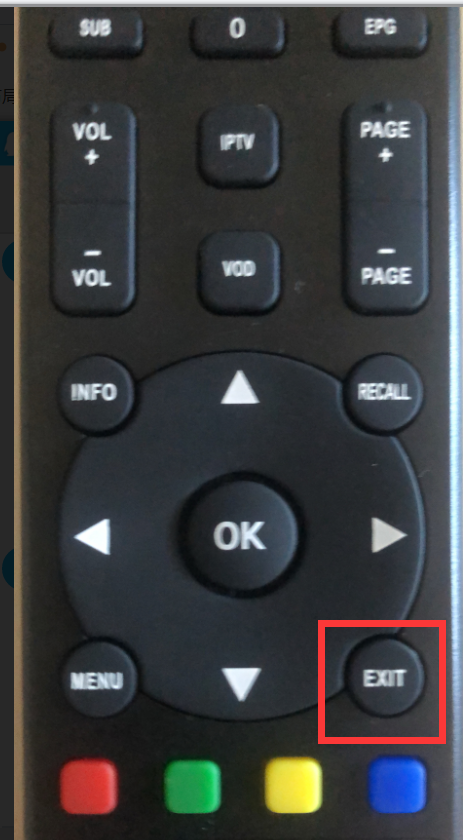 SUB
0
EPG
VOL
+
IPTV
PAGE
+
−
VOL
VOD
−
PAGE
INFO
RECALL
OK
MENU
EXIT